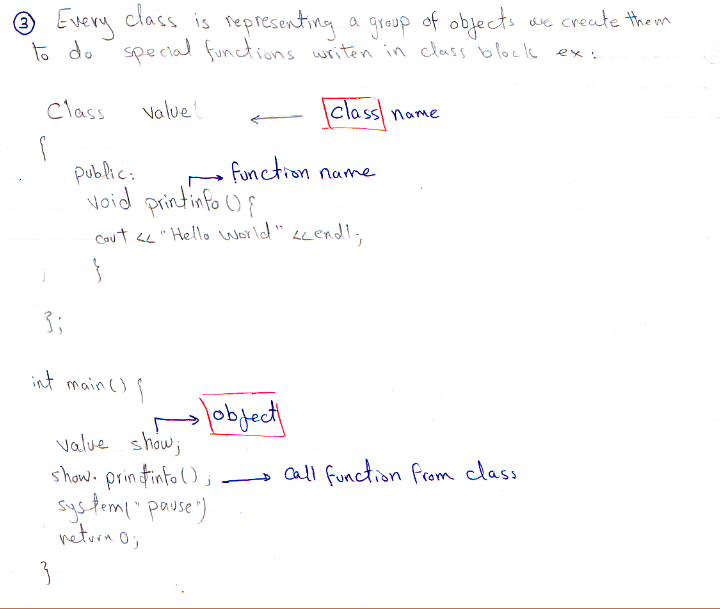 ③ Every class is representing a group of objects we create them
to do special functions writen in class block ex :
Class value ← class name
{
public: → function name
void printinfo () {
cout << "Hello World" <<endl;
}
};
int main() {
→ object
value show;
show. printinfo(); → Call function from class
system("pause")
return 0;
}